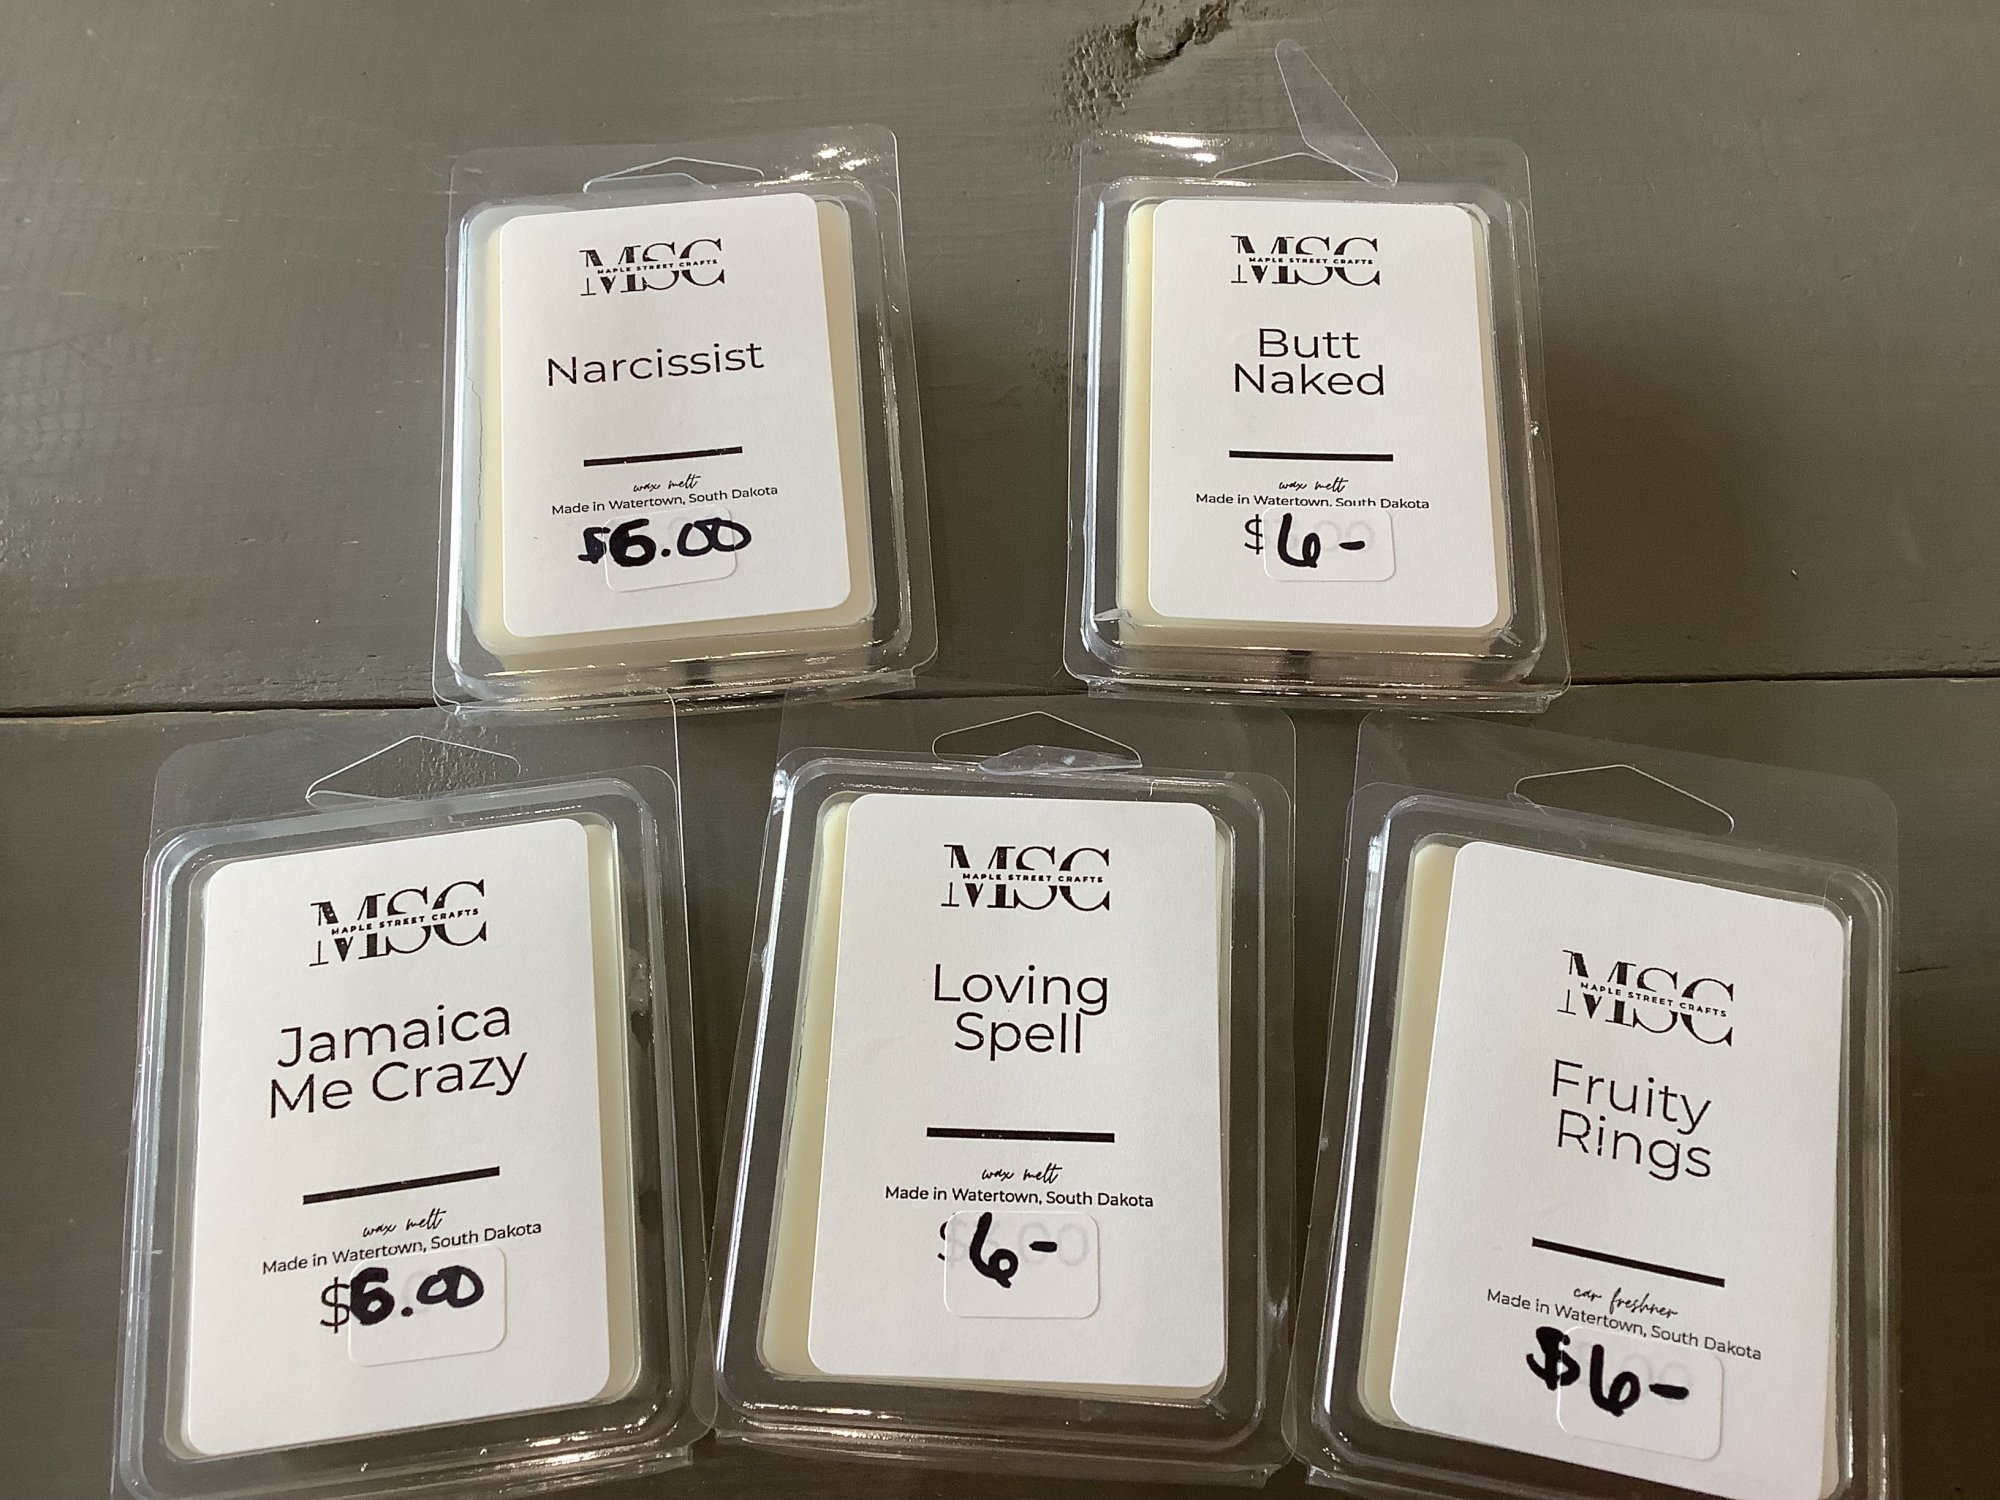 MSC
MAPLE STREET CRAFTS
Narcissist
wax melt
Made in Watertown, South Dakota
$6.00
MSC
MAPLE STREET CRAFTS
Butt
Naked
wax melt
Made in Watertown, South Dakota
$6-
MSC
MAPLE STREET CRAFTS
Jamaica
Me Crazy
wax melt
Made in Watertown, South Dakota
$6.00
MSC
MAPLE STREET CRAFTS
Loving
Spell
wax melt
Made in Watertown, South Dakota
$6-
MSC
MAPLE STREET CRAFTS
Fruity
Rings
car freshner
Made in Watertown, South Dakota
$6-